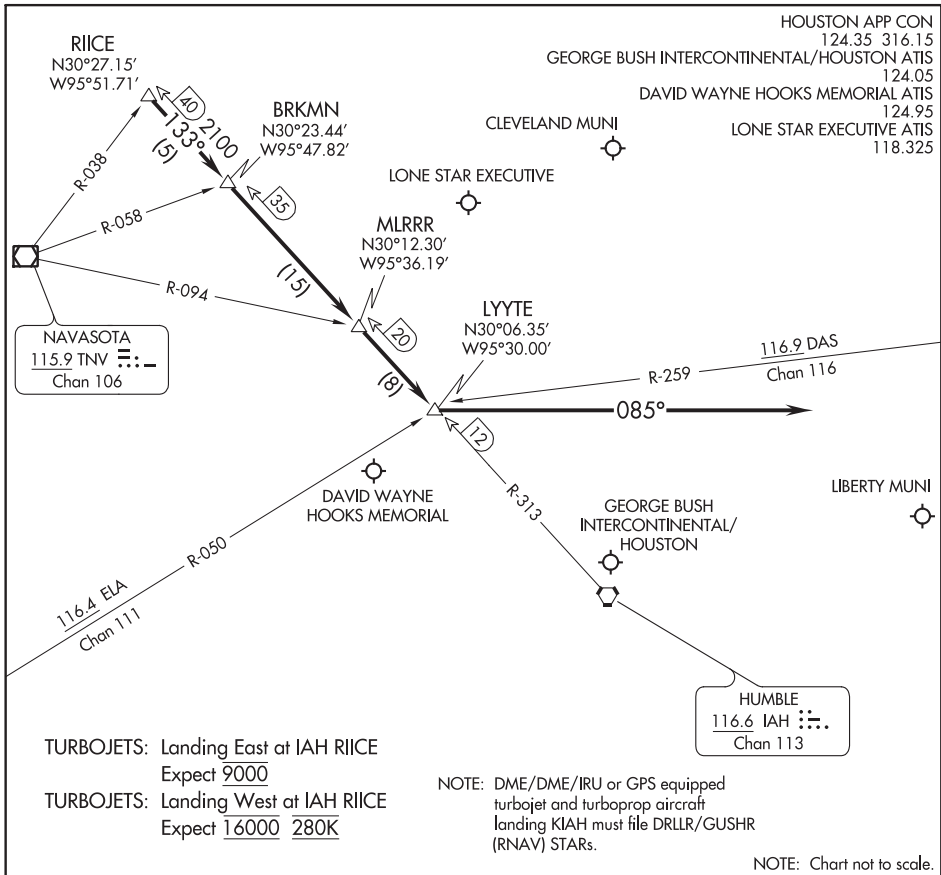 HOUSTON APP CON
124.35 316.15
GEORGE BUSH INTERCONTINENTAL/HOUSTON ATIS
124.05
DAVID WAYNE HOOKS MEMORIAL ATIS
124.95
LONE STAR EXECUTIVE ATIS
118.325
RIICE
N30°27.15′
W95°51.71′
40
2100
133°
(5)
BRKMN
N30°23.44′
W95°47.82′
CLEVELAND MUNI
LONE STAR EXECUTIVE
R-038
R-058
35
MLRRR
N30°12.30′
W95°36.19′
(15)
R-094
NAVASOTA
115.9 TNV
Chan 106
20
(8)
LYYTE
N30°06.35′
W95°30.00′
116.9 DAS
Chan 116
R-259
085°
12
R-313
DAVID WAYNE
HOOKS MEMORIAL
LIBERTY MUNI
GEORGE BUSH
INTERCONTINENTAL/
HOUSTON
R-050
116.4 ELA
Chan 111
HUMBLE
116.6 IAH
Chan 113
TURBOJETS: Landing East at IAH RIICE
Expect 9000
TURBOJETS: Landing West at IAH RIICE
Expect 16000 280K
NOTE: DME/DME/IRU or GPS equipped
turbojet and turboprop aircraft
landing KIAH must file DRLLR/GUSHR
(RNAV) STARs.
NOTE: Chart not to scale.